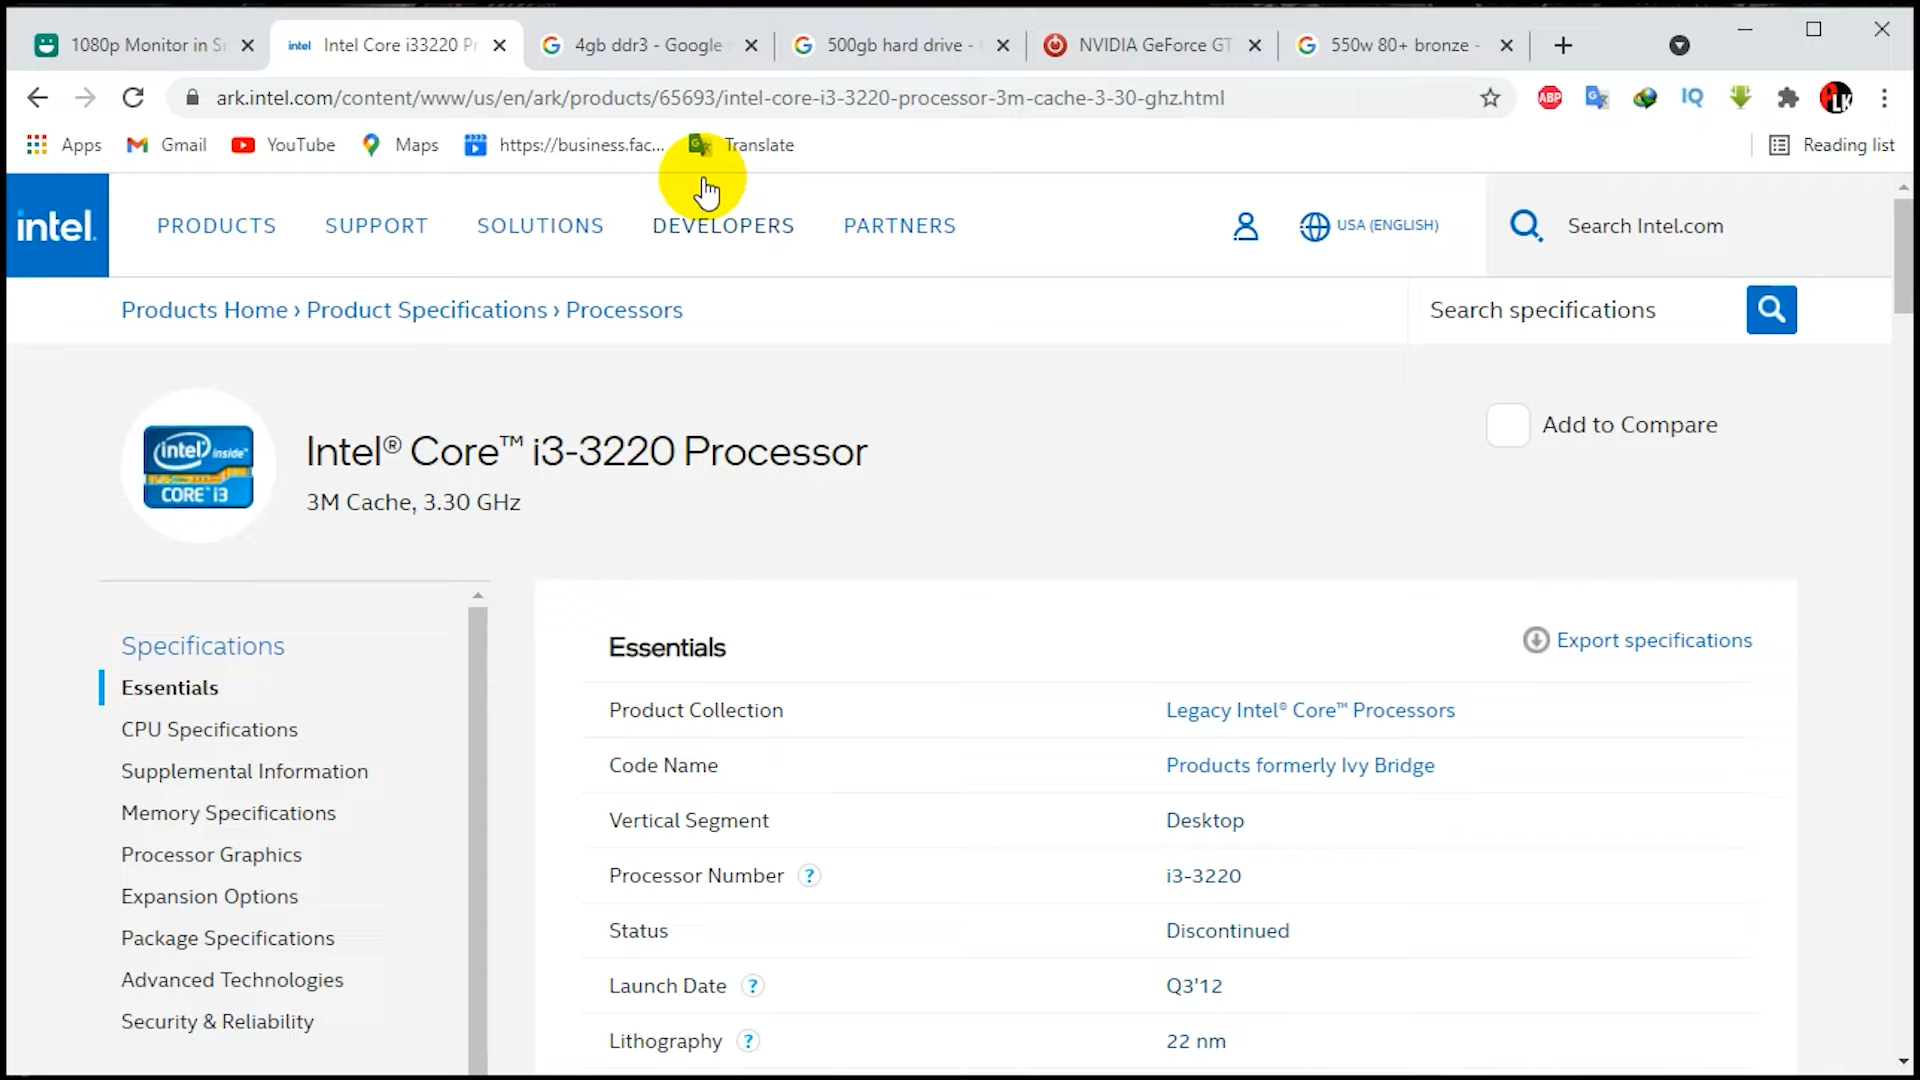 1080p Monitor in Sr
Intel Core i33220 Pr
4gb ddr3 - Google
500gb hard drive -
NVIDIA GeForce GT
550w 80+ bronze -
ark.intel.com/content/www/us/en/ark/products/65693/intel-core-i3-3220-processor-3m-cache-3-30-ghz.html
ABP
IQ
Apps
Gmail
YouTube
Maps
https://business.fac...
Translate
Reading list
intel.
PRODUCTS
SUPPORT
SOLUTIONS
DEVELOPERS
PARTNERS
USA (ENGLISH)
Search Intel.com
Products Home › Product Specifications › Processors
Search specifications
intel inside™
CORE™ i3
Intel® Core™ i3-3220 Processor
3M Cache, 3.30 GHz
Add to Compare
Specifications
Essentials
CPU Specifications
Supplemental Information
Memory Specifications
Processor Graphics
Expansion Options
Package Specifications
Advanced Technologies
Security & Reliability
Essentials
Export specifications
Product Collection Legacy Intel® Core™ Processors
Code Name Products formerly Ivy Bridge
Vertical Segment Desktop
Processor Number ? i3-3220
Status Discontinued
Launch Date ? Q3'12
Lithography ? 22 nm